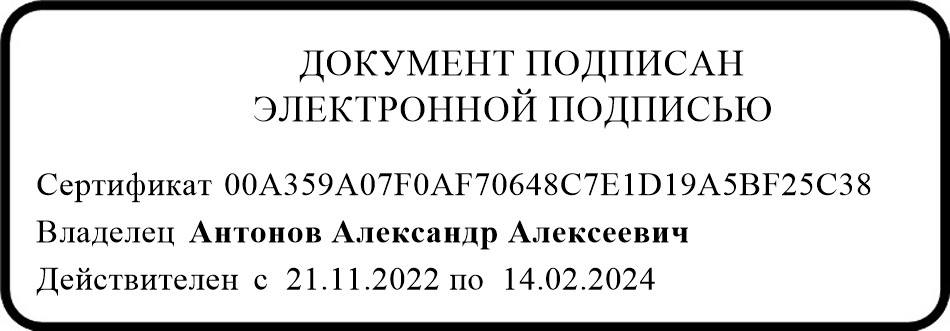 ДОКУМЕНТ ПОДПИСАН
ЭЛЕКТРОННОЙ ПОДПИСЬЮ
Сертификат 00A359A07F0AF70648C7E1D19A5BF25C38
Владелец Антонов Александр Алексеевич
Действителен с 21.11.2022 по 14.02.2024